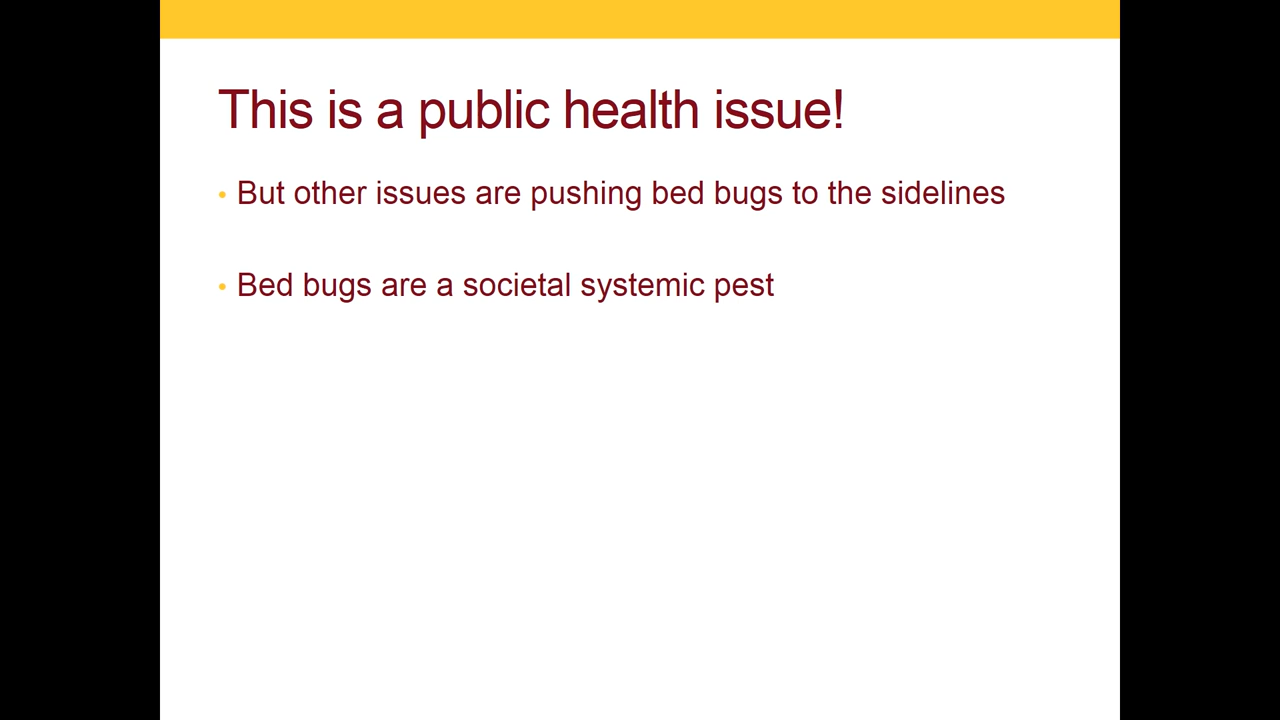 This is a public health issue!
• But other issues are pushing bed bugs to the sidelines
• Bed bugs are a societal systemic pest